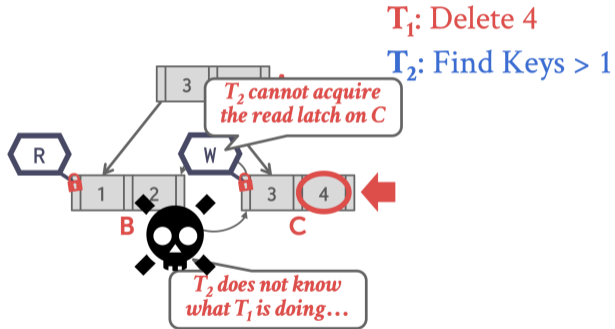 T1: Delete 4
T2: Find Keys > 1
3
T2 cannot acquire
the read latch on C
R
W
1
2
3
4
B
C
T2 does not know
what T1 is doing…